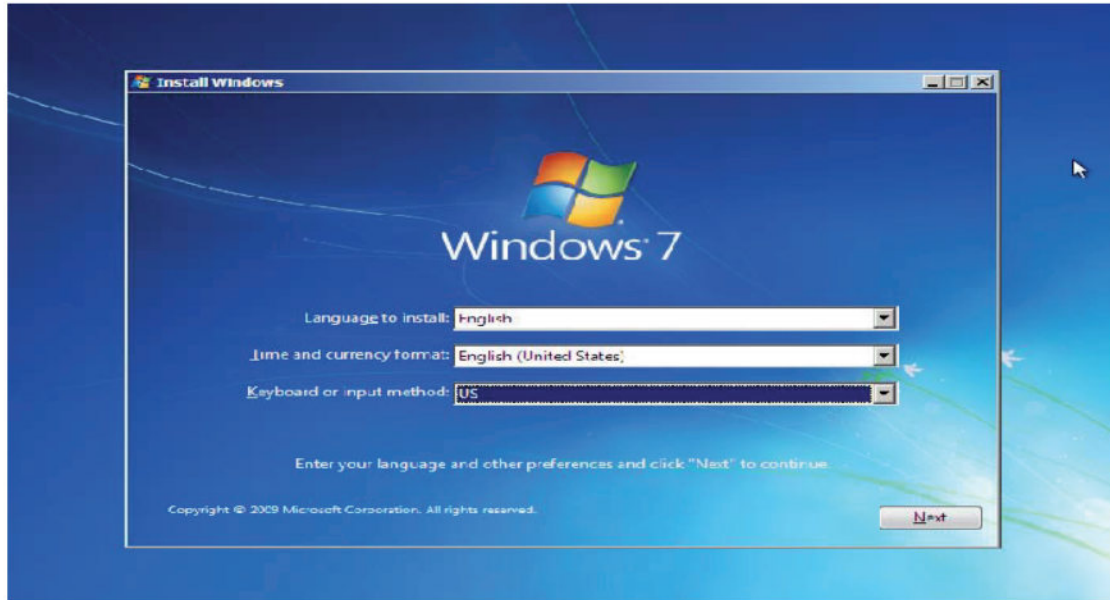 Install Windows
Windows® 7
Language to install: English
Time and currency format: English (United States)
Keyboard or input method: US
Enter your language and other preferences and click "Next" to continue.
Copyright © 2009 Microsoft Corporation. All rights reserved.
Next